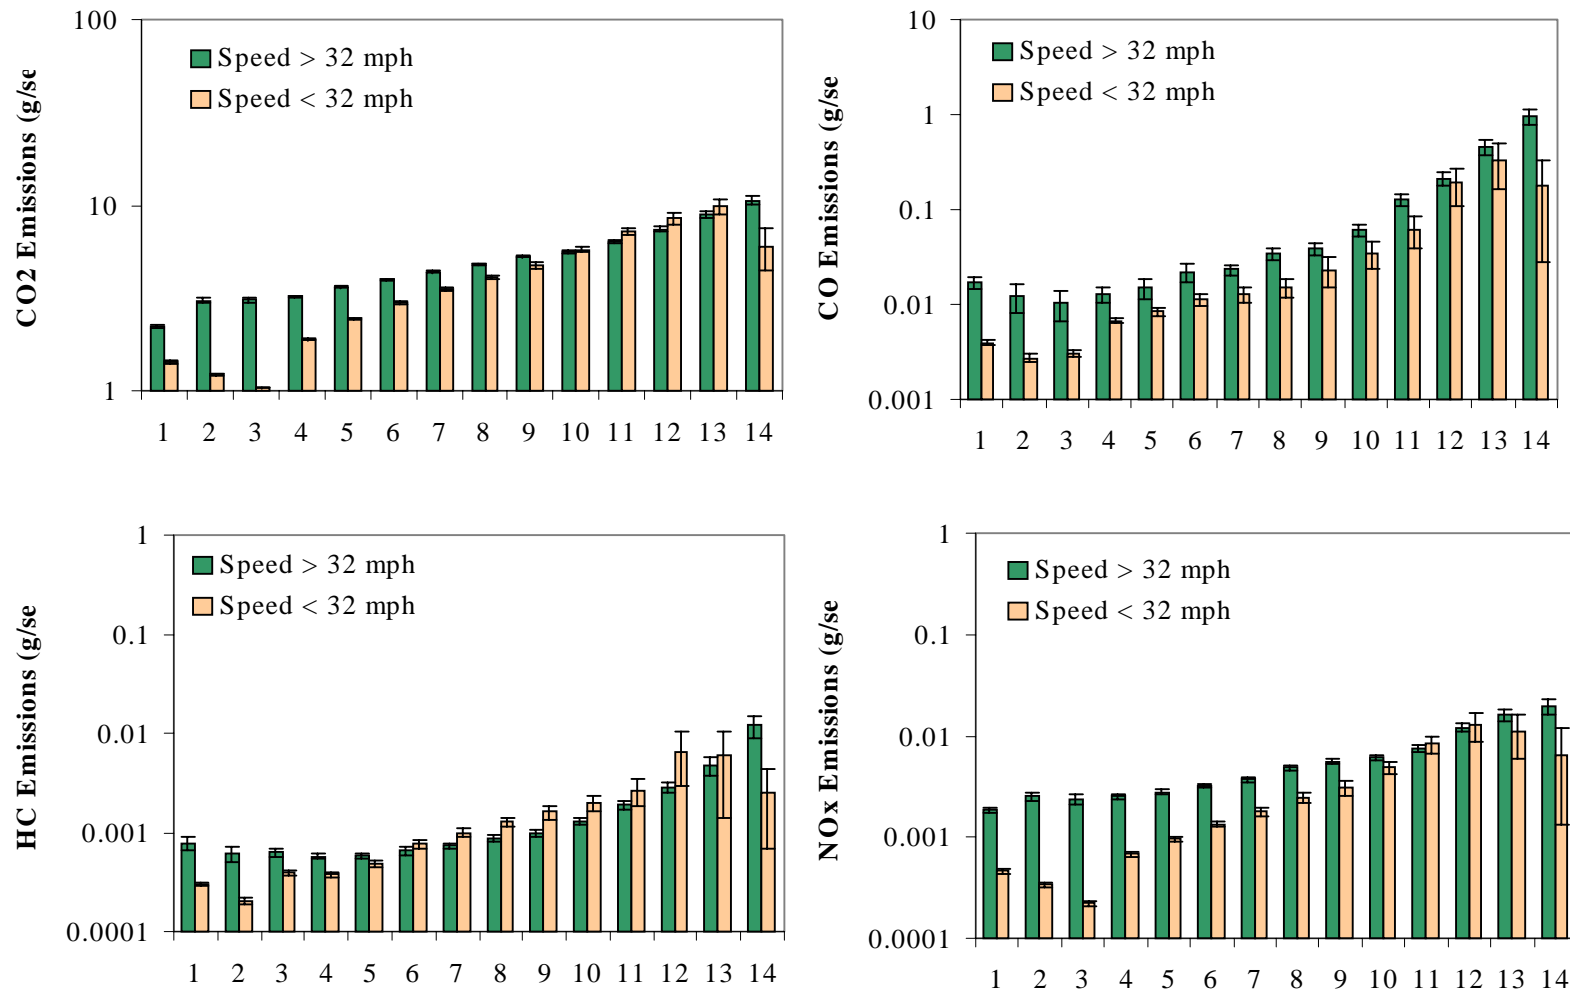 CO2 Emissions (g/se
100
10
1
Speed > 32 mph
Speed < 32 mph
1 2 3 4 5 6 7 8 9 10 11 12 13 14
CO Emissions (g/se
10
1
0.1
0.01
0.001
Speed > 32 mph
Speed < 32 mph
1 2 3 4 5 6 7 8 9 10 11 12 13 14
HC Emissions (g/se
1
0.1
0.01
0.001
0.0001
Speed > 32 mph
Speed < 32 mph
1 2 3 4 5 6 7 8 9 10 11 12 13 14
NOx Emissions (g/se
1
0.1
0.01
0.001
0.0001
Speed > 32 mph
Speed < 32 mph
1 2 3 4 5 6 7 8 9 10 11 12 13 14